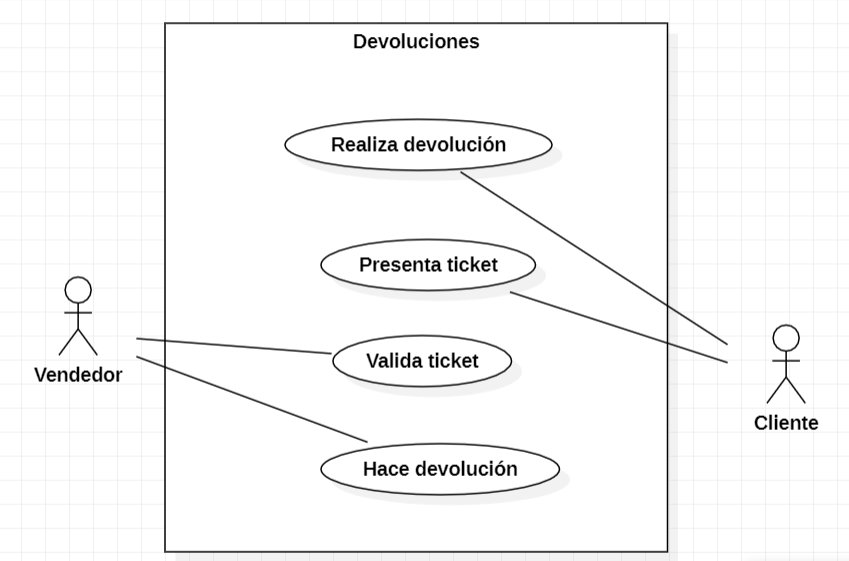 Devoluciones
Realiza devolución
Presenta ticket
Valida ticket
Vendedor
Cliente
Hace devolución